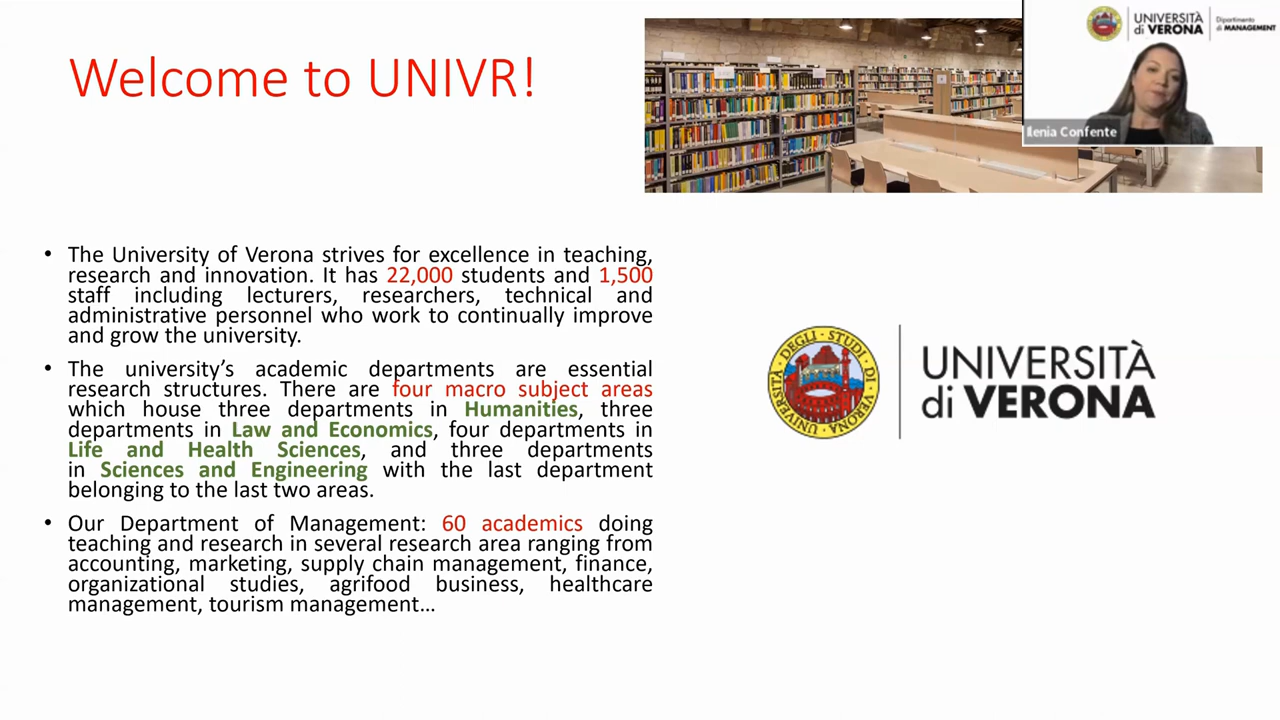 Welcome to UNIVR!
UNIVERSITÀ
di VERONA
Dipartimento
di MANAGEMENT
Ilenia Confente
• The University of Verona strives for excellence in teaching,
research and innovation. It has 22,000 students and 1,500
staff including lecturers, researchers, technical and
administrative personnel who work to continually improve
and grow the university.
• The university’s academic departments are essential
research structures. There are four macro subject areas
which house three departments in Humanities, three
departments in Law and Economics, four departments in
Life and Health Sciences, and three departments
in Sciences and Engineering with the last department
belonging to the last two areas.
• Our Department of Management: 60 academics doing
teaching and research in several research area ranging from
accounting, marketing, supply chain management, finance,
organizational studies, agrifood business, healthcare
management, tourism management…
UNIVERSITÀ DEGLI STUDI DI VERONA
UNIVERSITÀ
di VERONA